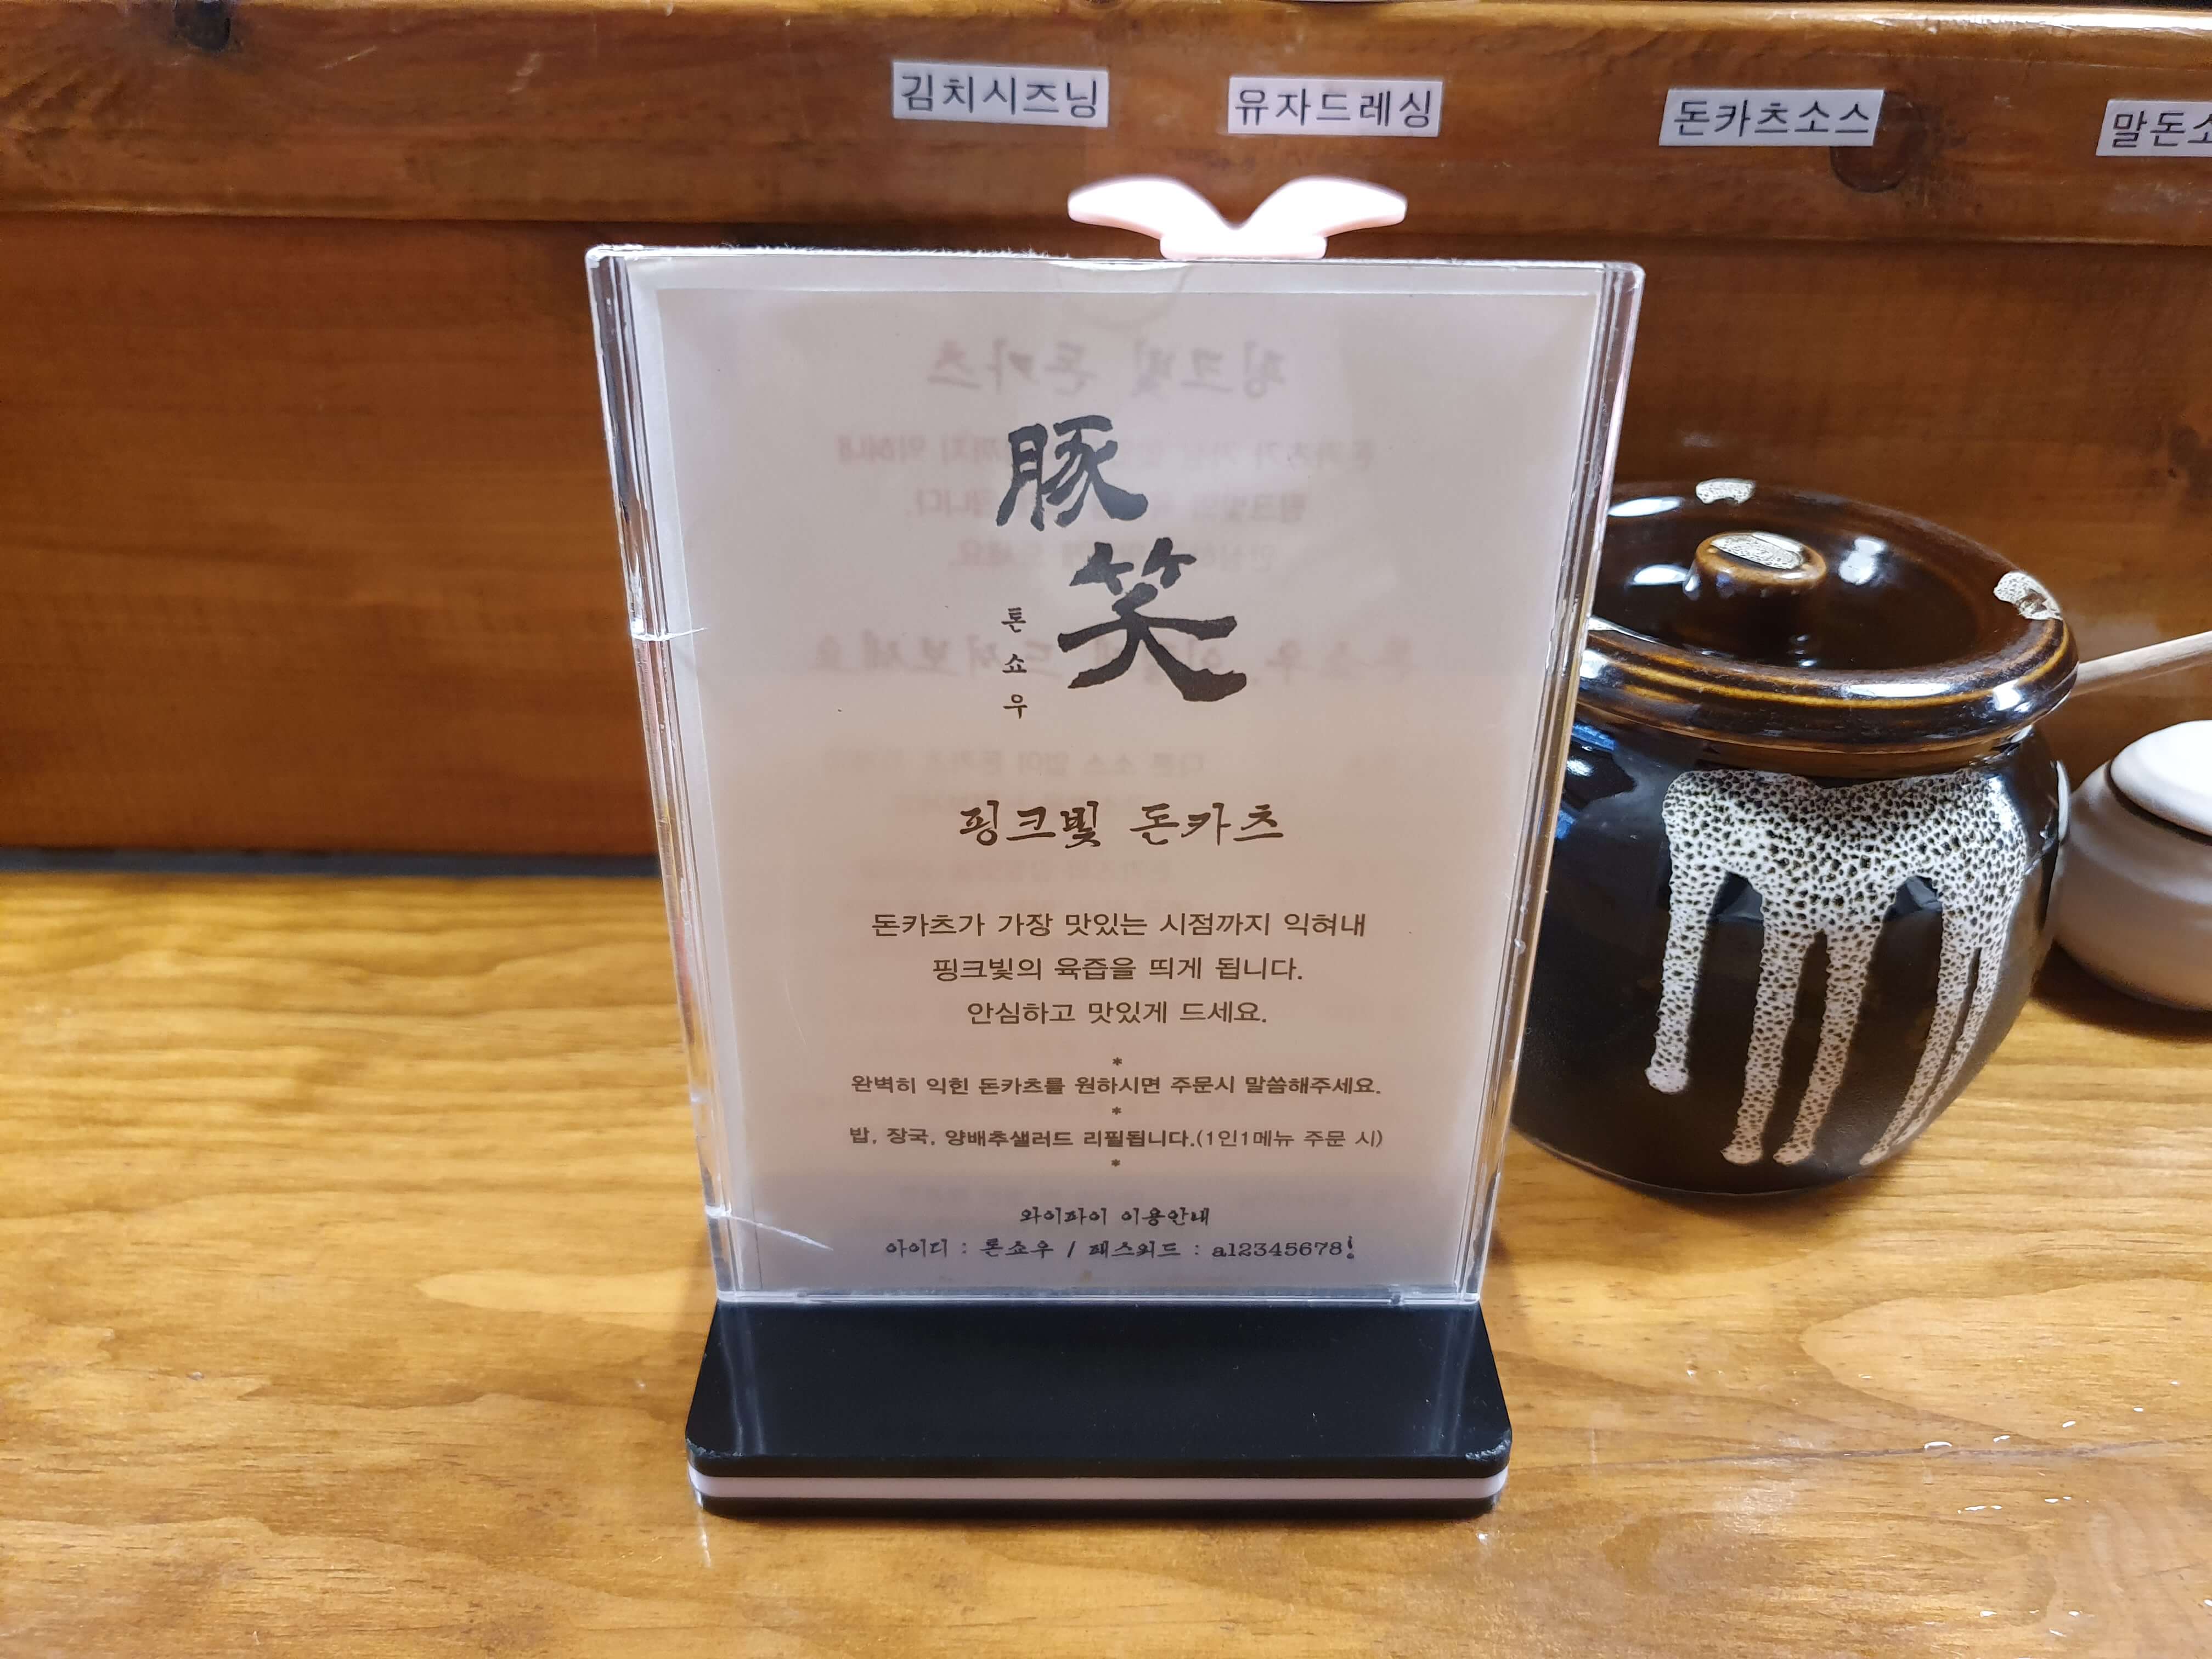 김치시즈닝
유자드레싱
돈카츠소스
말돈소
豚
笑
톤
쇼
우
핑크빛 돈카츠
돈카츠가 가장 맛있는 시점까지 익혀내
핑크빛의 육즙을 띄게 됩니다.
안심하고 맛있게 드세요.
*
완벽히 익힌 돈카츠를 원하시면 주문시 말씀해주세요.
*
밥, 장국, 양배추샐러드 리필됩니다.(1인1메뉴 주문 시)
*
와이파이 이용안내
아이디 : 톤쇼우 / 패스워드 : a12345678!